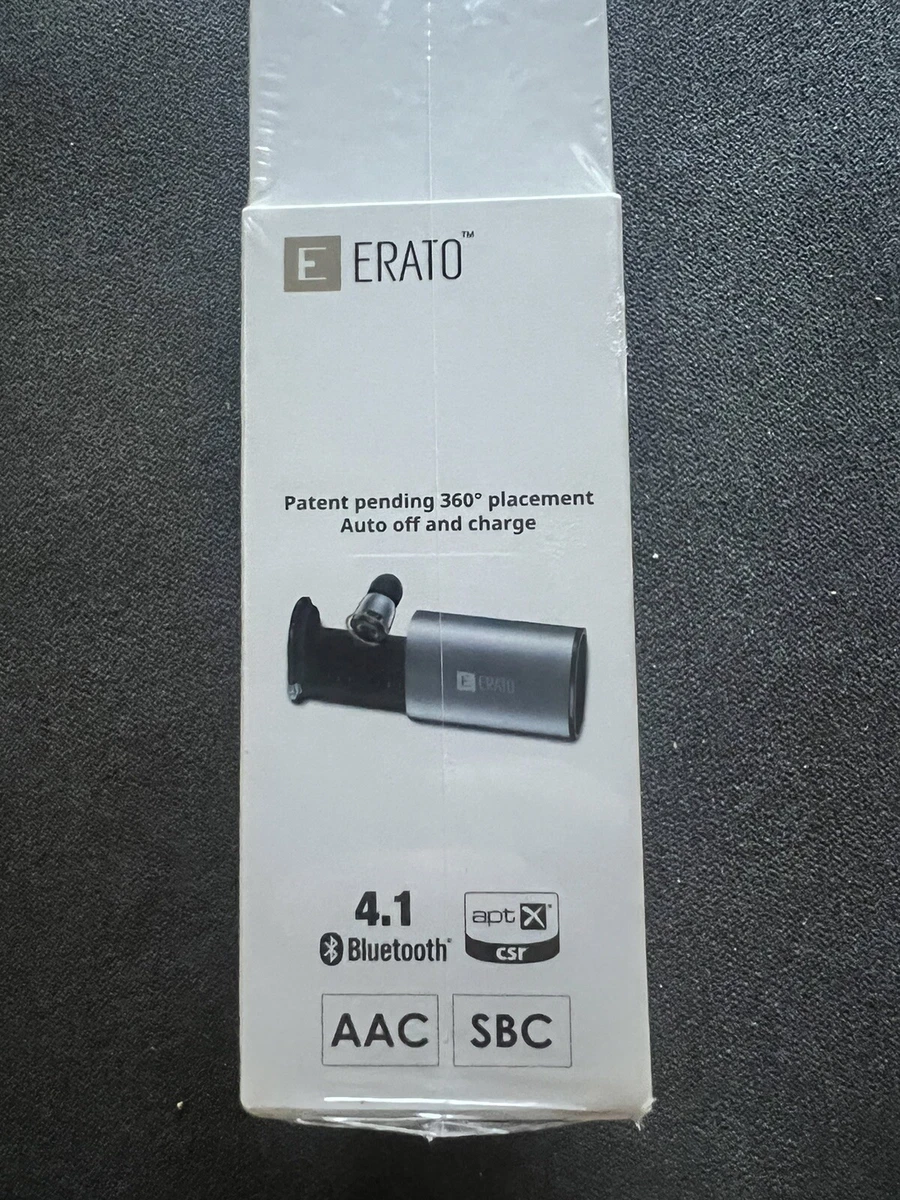 E ERATO™
Patent pending 360° placement
Auto off and charge
E ERATO
4.1
Bluetooth®
aptX®
csr
AAC
SBC